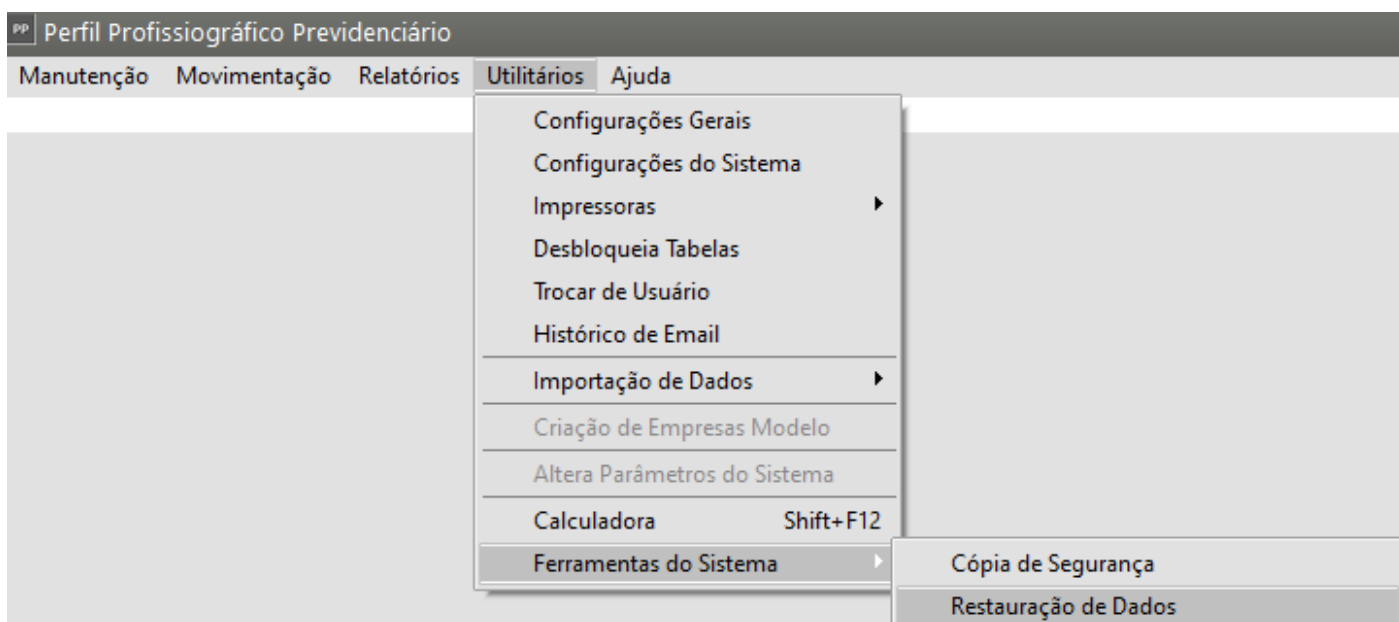 PP Perfil Profissiográfico Previdenciário
Manutenção Movimentação Relatórios Utilitários Ajuda
Configurações Gerais
Configurações do Sistema
Impressoras
Desbloqueia Tabelas
Trocar de Usuário
Histórico de Email
Importação de Dados
Criação de Empresas Modelo
Altera Parâmetros do Sistema
Calculadora Shift+F12
Ferramentas do Sistema
Cópia de Segurança
Restauração de Dados